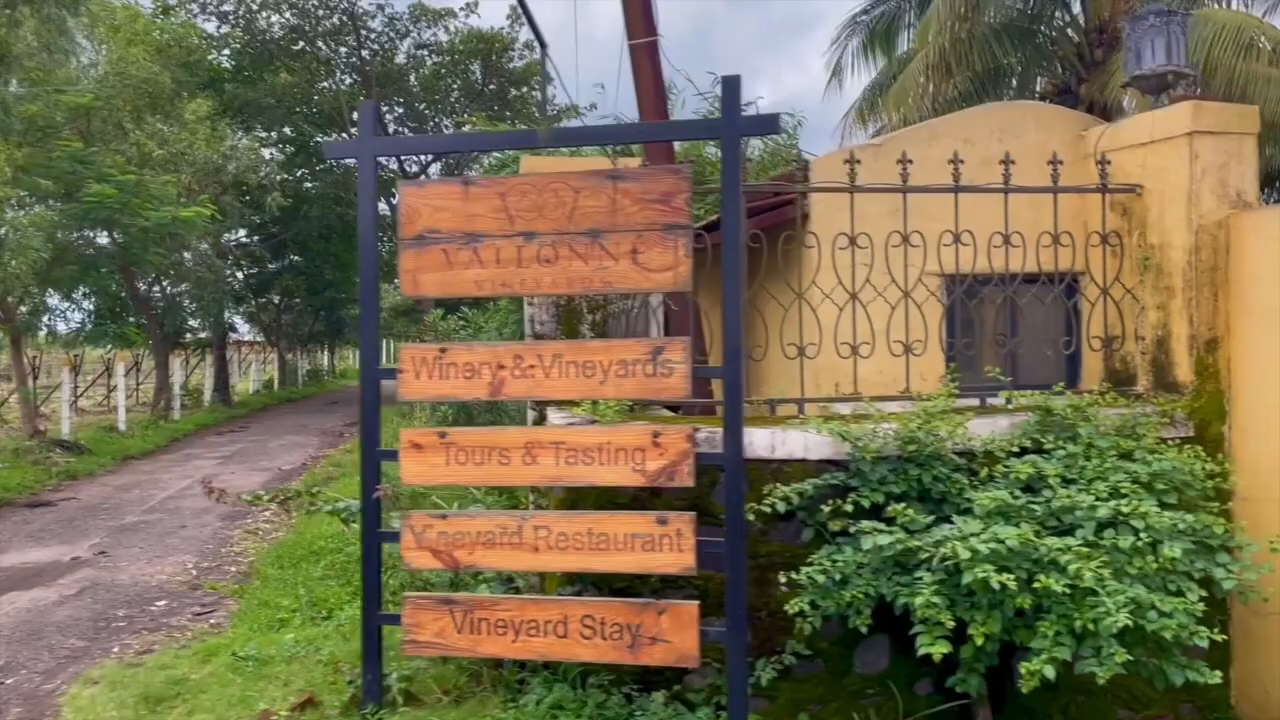 VALLONNÉ
VINEYARDS
Winery & Vineyards
Tours & Tasting
Vineyard Restaurant
Vineyard Stay